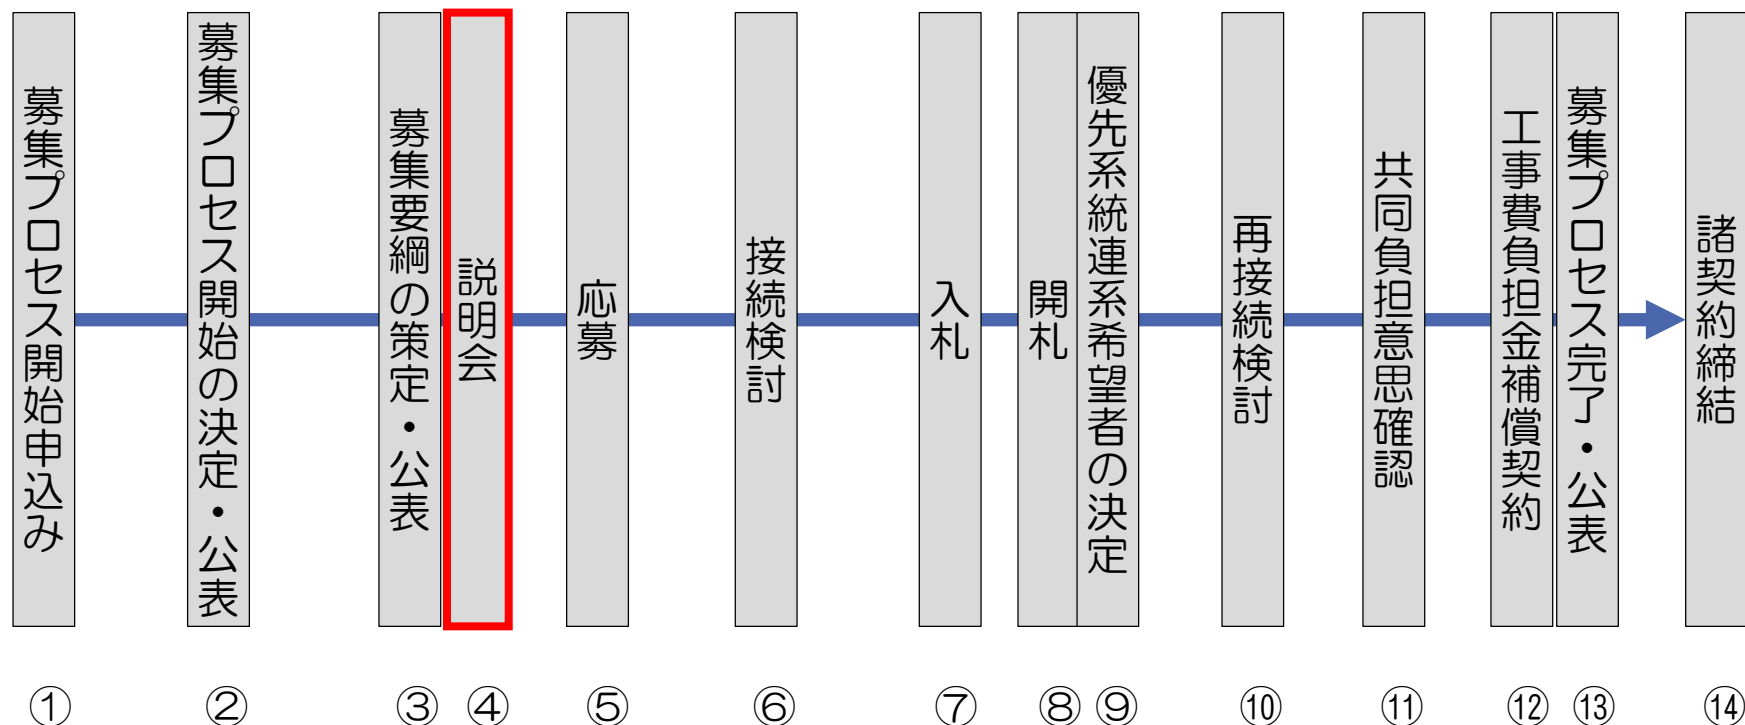 募集プロセス開始申込み
募集プロセス開始の決定・公表
募集要綱の策定・公表
説明会
応募
接続検討
入札
開札
優先系統連系希望者の決定
再接続検討
共同負担意思確認
工事費負担金補償契約
募集プロセス完了・公表
諸契約締結
① ② ③ ④ ⑤ ⑥ ⑦ ⑧ ⑨ ⑩ ⑪ ⑫ ⑬ ⑭